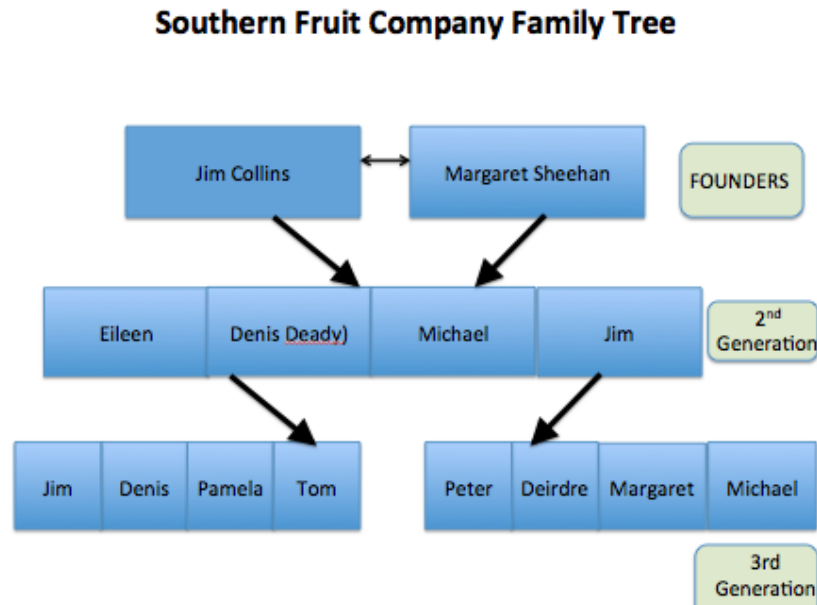 Southern Fruit Company Family Tree
Jim Collins
Margaret Sheehan
FOUNDERS
Eileen
Denis Deady)
Michael
Jim
2nd
Generation
Jim
Denis
Pamela
Tom
Peter
Deirdre
Margaret
Michael
3rd
Generation